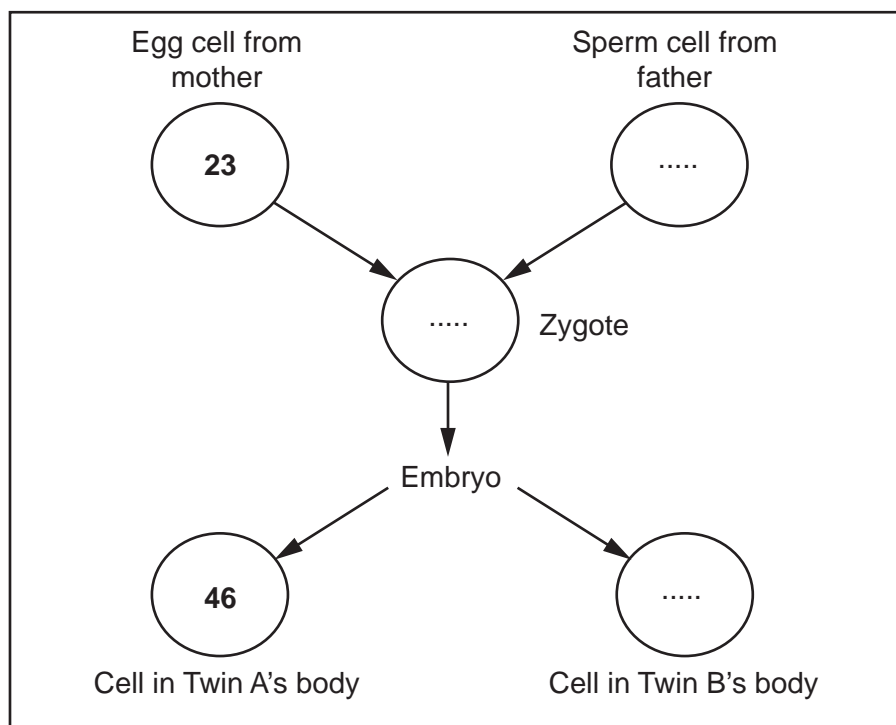 Egg cell from
mother
Sperm cell from
father
23
.....
.....
Zygote
Embryo
46
.....
Cell in Twin A's body
Cell in Twin B's body